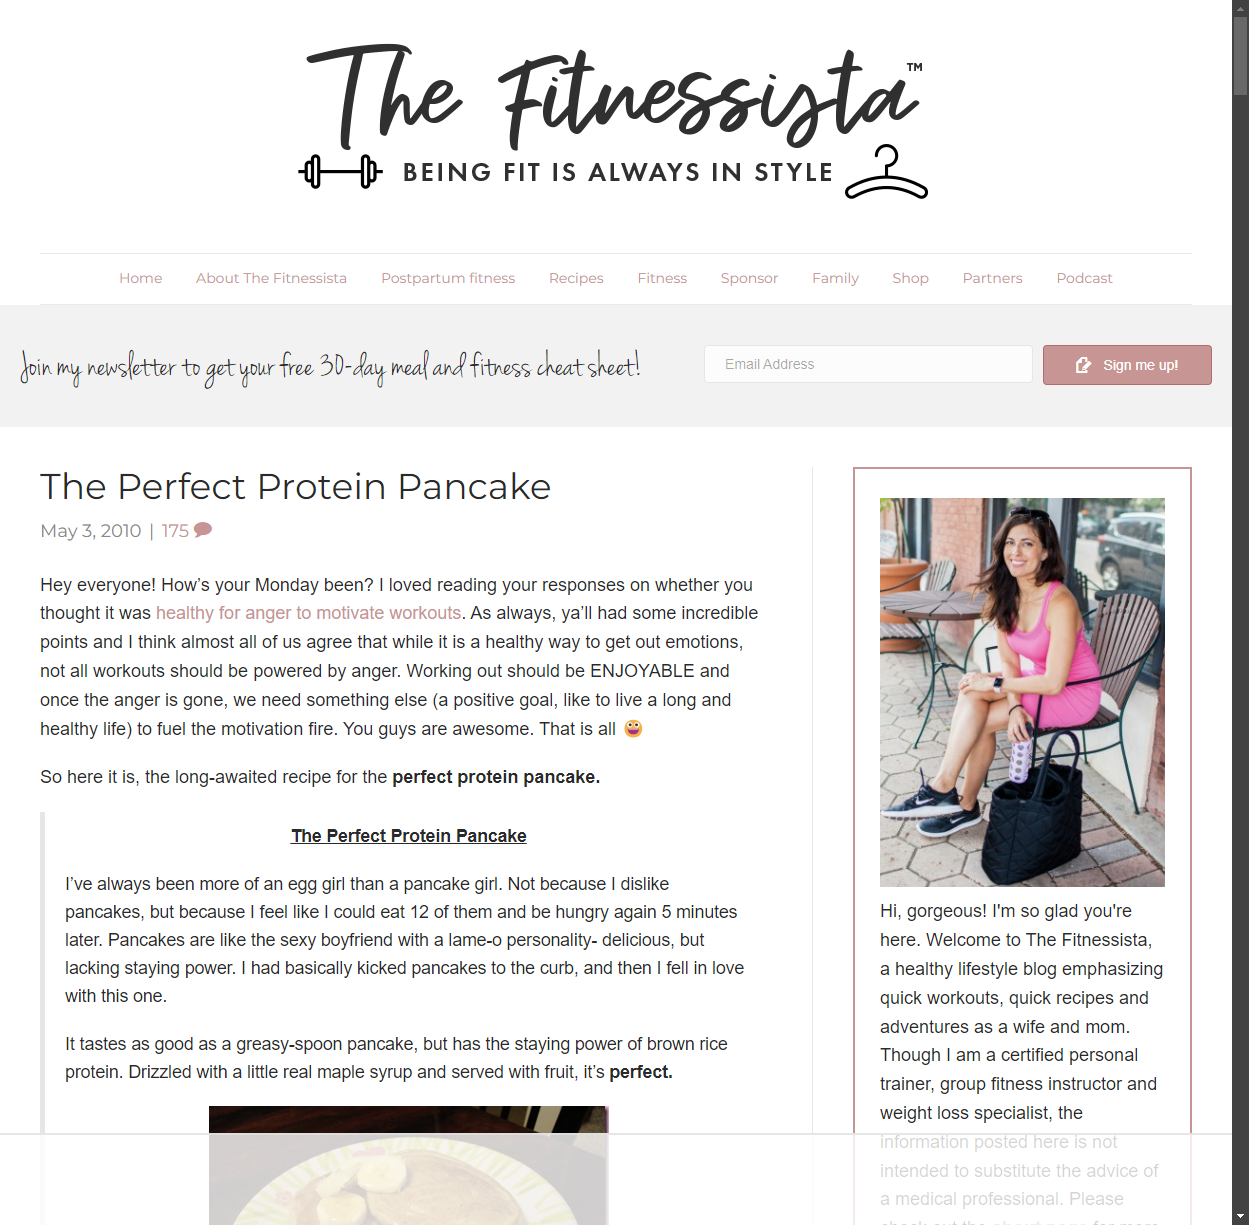 The Fitnessista™
BEING FIT IS ALWAYS IN STYLE
Home About The Fitnessista Postpartum fitness Recipes Fitness Sponsor Family Shop Partners Podcast
Join my newsletter to get your free 30-day meal and fitness cheat sheet!
Email Address
Sign me up!
The Perfect Protein Pancake
May 3, 2010 | 175
Hey everyone! How’s your Monday been? I loved reading your responses on whether you
thought it was healthy for anger to motivate workouts. As always, ya’ll had some incredible
points and I think almost all of us agree that while it is a healthy way to get out emotions,
not all workouts should be powered by anger. Working out should be ENJOYABLE and
once the anger is gone, we need something else (a positive goal, like to live a long and
healthy life) to fuel the motivation fire. You guys are awesome. That is all
So here it is, the long-awaited recipe for the perfect protein pancake.
The Perfect Protein Pancake
I’ve always been more of an egg girl than a pancake girl. Not because I dislike
pancakes, but because I feel like I could eat 12 of them and be hungry again 5 minutes
later. Pancakes are like the sexy boyfriend with a lame-o personality- delicious, but
lacking staying power. I had basically kicked pancakes to the curb, and then I fell in love
with this one.
It tastes as good as a greasy-spoon pancake, but has the staying power of brown rice
protein. Drizzled with a little real maple syrup and served with fruit, it’s perfect.
Hi, gorgeous! I'm so glad you're
here. Welcome to The Fitnessista,
a healthy lifestyle blog emphasizing
quick workouts, quick recipes and
adventures as a wife and mom.
Though I am a certified personal
trainer, group fitness instructor and
weight loss specialist, the
information posted here is not
intended to substitute the advice of
a medical professional. Please
check out the about page for more